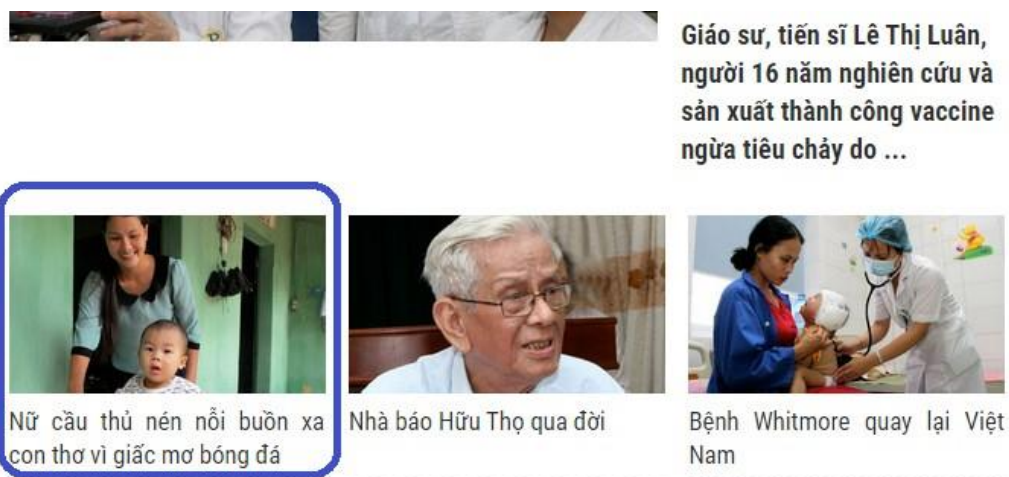 Giáo sư, tiến sĩ Lê Thị Luân,
người 16 năm nghiên cứu và
sản xuất thành công vaccine
ngừa tiêu chảy do ...
Nữ cầu thủ nén nỗi buồn xa
con thơ vì giấc mơ bóng đá
Nhà báo Hữu Thọ qua đời
Bệnh Whitmore quay lại Việt
Nam